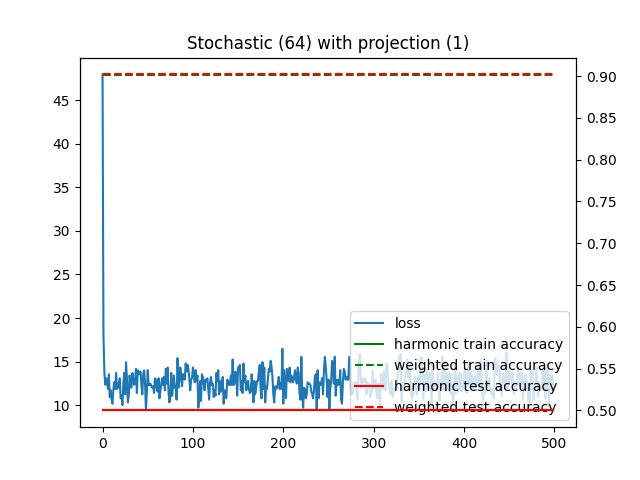 Stochastic (64) with projection (1)
45
40
35
30
25
20
15
10
0.90
0.85
0.80
0.75
0.70
0.65
0.60
0.55
0.50
loss
harmonic train accuracy
weighted train accuracy
harmonic test accuracy
weighted test accuracy
0 100 200 300 400 500